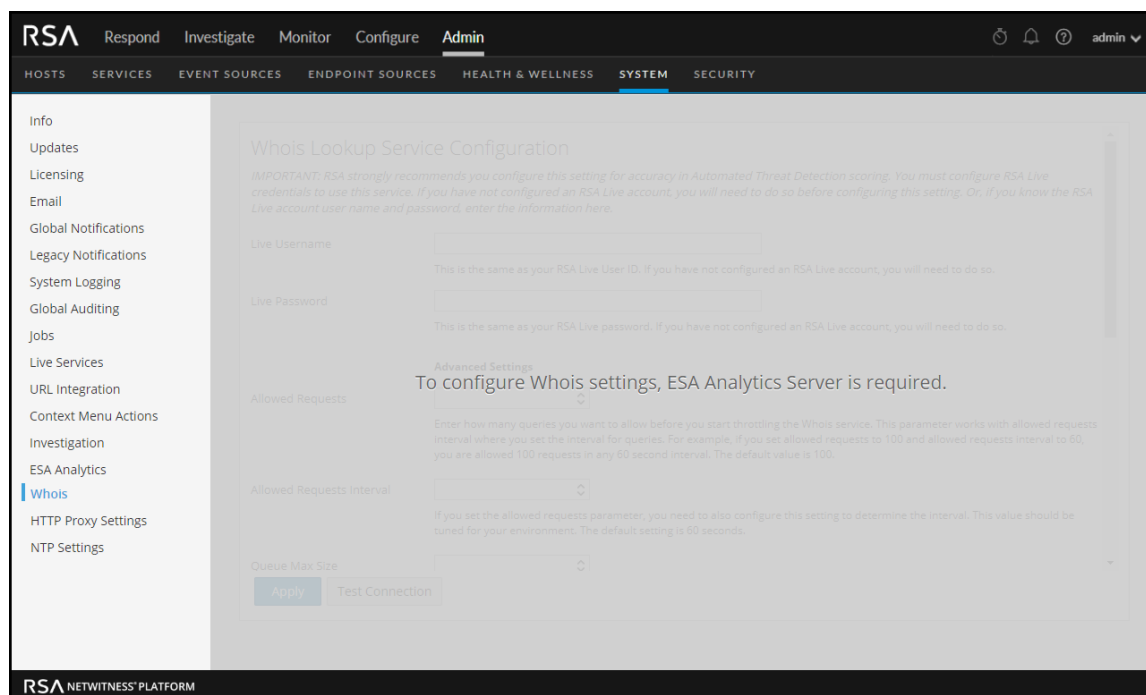 RSA Respond Investigate Monitor Configure Admin admin
HOSTS SERVICES EVENT SOURCES ENDPOINT SOURCES HEALTH & WELLNESS SYSTEM SECURITY
Info
Updates
Licensing
Email
Global Notifications
Legacy Notifications
System Logging
Global Auditing
Jobs
Live Services
URL Integration
Context Menu Actions
Investigation
ESA Analytics
Whois
HTTP Proxy Settings
NTP Settings
Whois Lookup Service Configuration
IMPORTANT: RSA strongly recommends you configure this setting for accuracy in Automated Threat Detection scoring. You must configure RSA Live
credentials to use this service. If you have not configured an RSA Live account, you will need to do so before configuring this setting. Or, if you know the RSA
Live account user name and password, enter the information here.
Live Username
This is the same as your RSA Live User ID. If you have not configured an RSA Live account, you will need to do so.
Live Password
This is the same as your RSA Live password. If you have not configured an RSA Live account, you will need to do so.
Advanced Settings
To configure Whois settings, ESA Analytics Server is required.
Allowed Requests
Enter how many queries you want to allow before you start throttling the Whois service. This parameter works with allowed requests
interval where you set the interval for queries. For example, if you set allowed requests to 100 and allowed requests interval to 60,
you are allowed 100 requests in any 60 second interval. The default value is 100.
Allowed Requests Interval
If you set the allowed requests parameter, you need to also configure this setting to determine the interval. This value should be
tuned for your environment. The default setting is 60 seconds.
Queue Max Size
Apply Test Connection
RSA NETWITNESS® PLATFORM